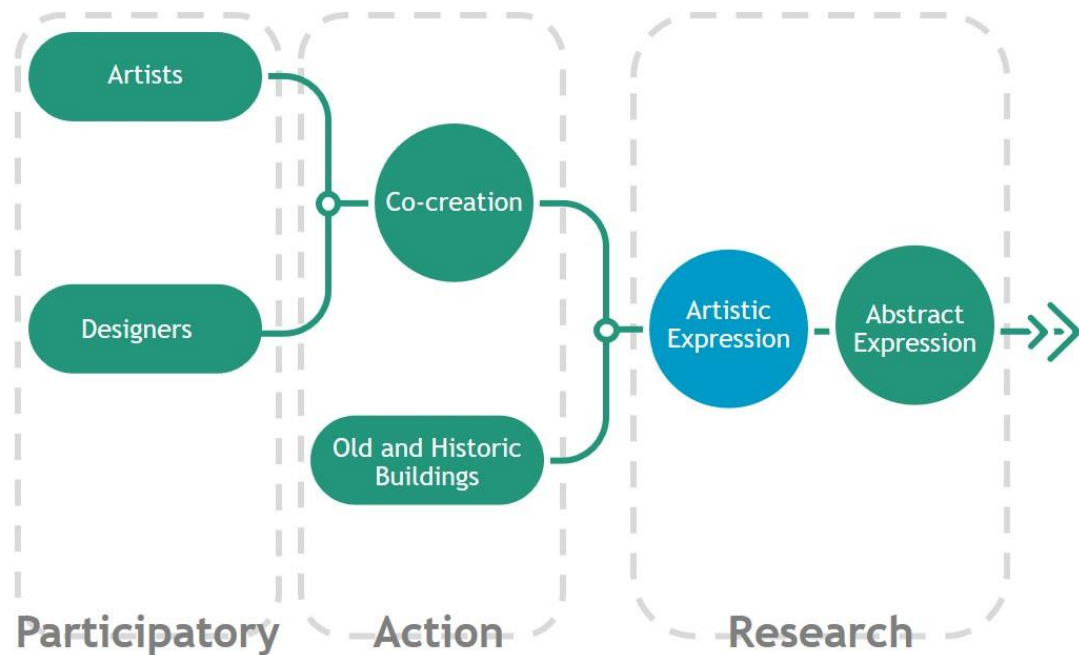 Artists
Designers
Co-creation
Old and Historic
Buildings
Artistic
Expression
Abstract
Expression
Participatory
Action
Research